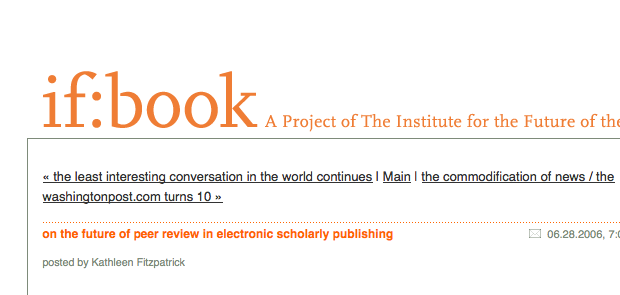 if:book A Project of The Institute for the Future of the
« the least interesting conversation in the world continues | Main | the commodification of news / the
washingtonpost.com turns 10 »
on the future of peer review in electronic scholarly publishing 06.28.2006,
posted by Kathleen Fitzpatrick